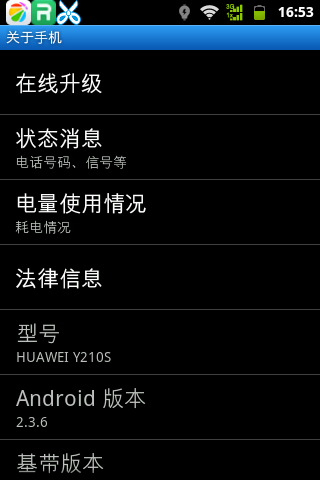 3G 16:53
关于手机
在线升级
状态消息
电话号码、信号等
电量使用情况
耗电情况
法律信息
型号
HUAWEI Y210S
Android 版本
2.3.6
基带版本